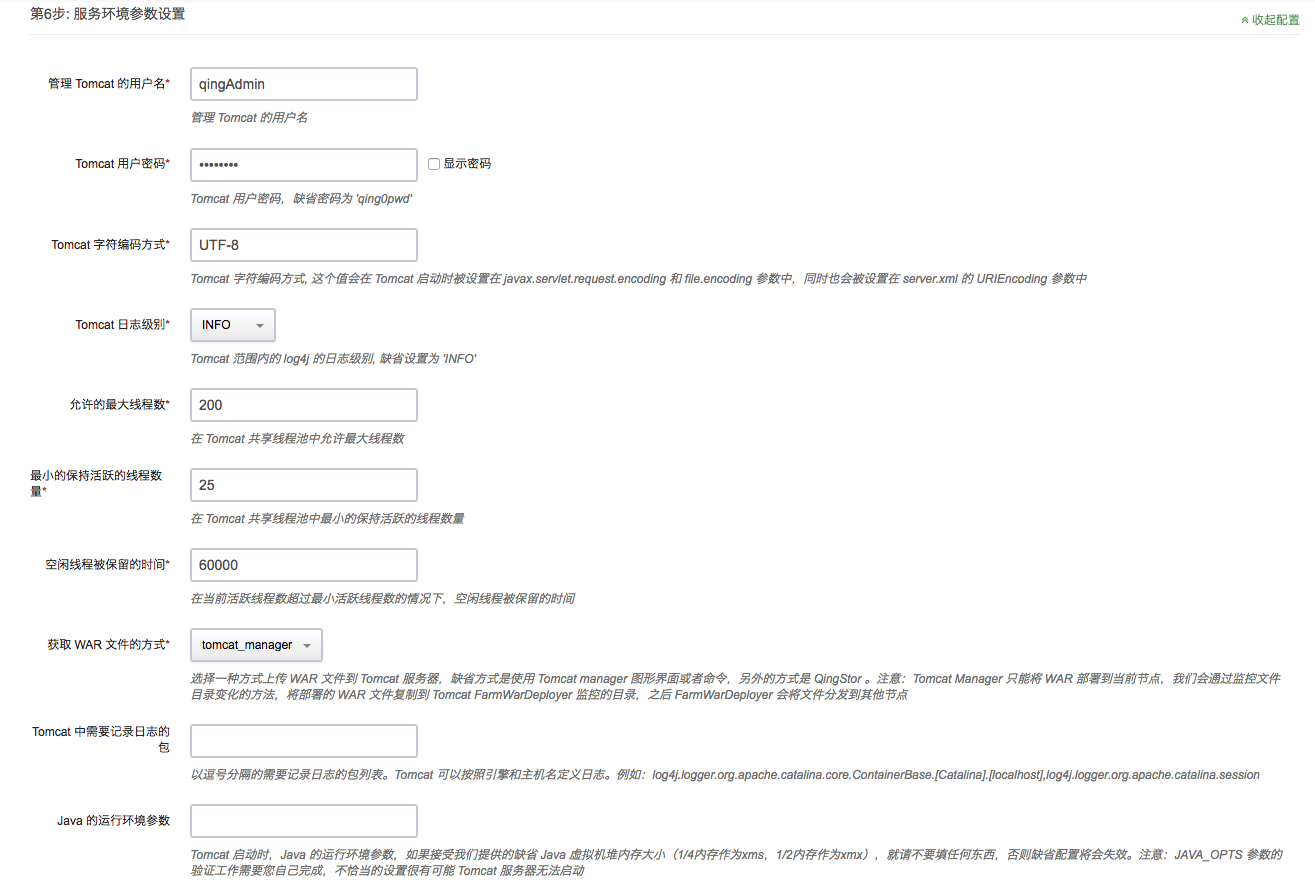 第6步: 服务环境参数设置
收起配置
管理 Tomcat 的用户名*
qingAdmin
管理 Tomcat 的用户名
Tomcat 用户密码*
••••••••
显示密码
Tomcat 用户密码，缺省密码为 'qing0pwd'
Tomcat 字符编码方式*
UTF-8
Tomcat 字符编码方式, 这个值会在 Tomcat 启动时被设置在 javax.servlet.request.encoding 和 file.encoding 参数中，同时也会被设置在 server.xml 的 URIEncoding 参数中
Tomcat 日志级别*
INFO
Tomcat 范围内的 log4j 的日志级别, 缺省设置为 'INFO'
允许的最大线程数*
200
在 Tomcat 共享线程池中允许最大线程数
最小的保持活跃的线程数
量*
25
在 Tomcat 共享线程池中最小的保持活跃的线程数量
空闲线程被保留的时间*
60000
在当前活跃线程数超过最小活跃线程数的情况下，空闲线程被保留的时间
获取 WAR 文件的方式*
tomcat_manager
选择一种方式上传 WAR 文件到 Tomcat 服务器，缺省方式是使用 Tomcat manager 图形界面或者命令，另外的方式是 QingStor 。注意：Tomcat Manager 只能将 WAR 部署到当前节点，我们会通过监控文件
目录变化的方法，将部署的 WAR 文件复制到 Tomcat FarmWarDeployer 监控的目录，之后 FarmWarDeployer 会将文件分发到其他节点
Tomcat 中需要记录日志的
包
以逗号分隔的需要记录日志的包列表。Tomcat 可以按照引擎和主机名定义日志。例如：log4j.logger.org.apache.catalina.core.ContainerBase.[Catalina].[localhost],log4j.logger.org.apache.catalina.session
Java 的运行环境参数
Tomcat 启动时，Java 的运行环境参数，如果接受我们提供的缺省 Java 虚拟机堆内存大小（1/4内存作为xms，1/2内存作为xmx），就请不要填任何东西，否则缺省配置将会失效。注意：JAVA_OPTS 参数的
验证工作需要您自己完成，不恰当的设置很有可能 Tomcat 服务器无法启动